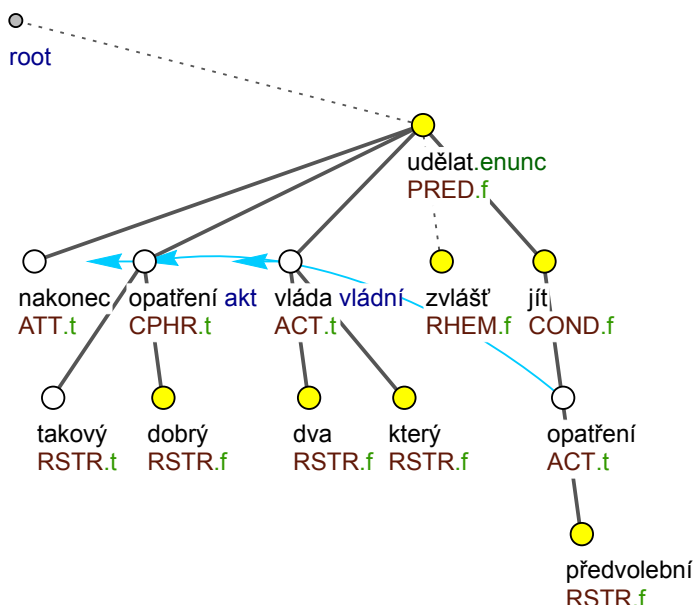 root
udělat.enunc
PRED.f
nakonec opatření akt vláda vládní zvlášť jít
ATT.t CPHR.t ACT.t RHEM.f COND.f
takový dobrý dva který opatření
RSTR.t RSTR.f RSTR.f RSTR.f ACT.t
předvolební
RSTR.f